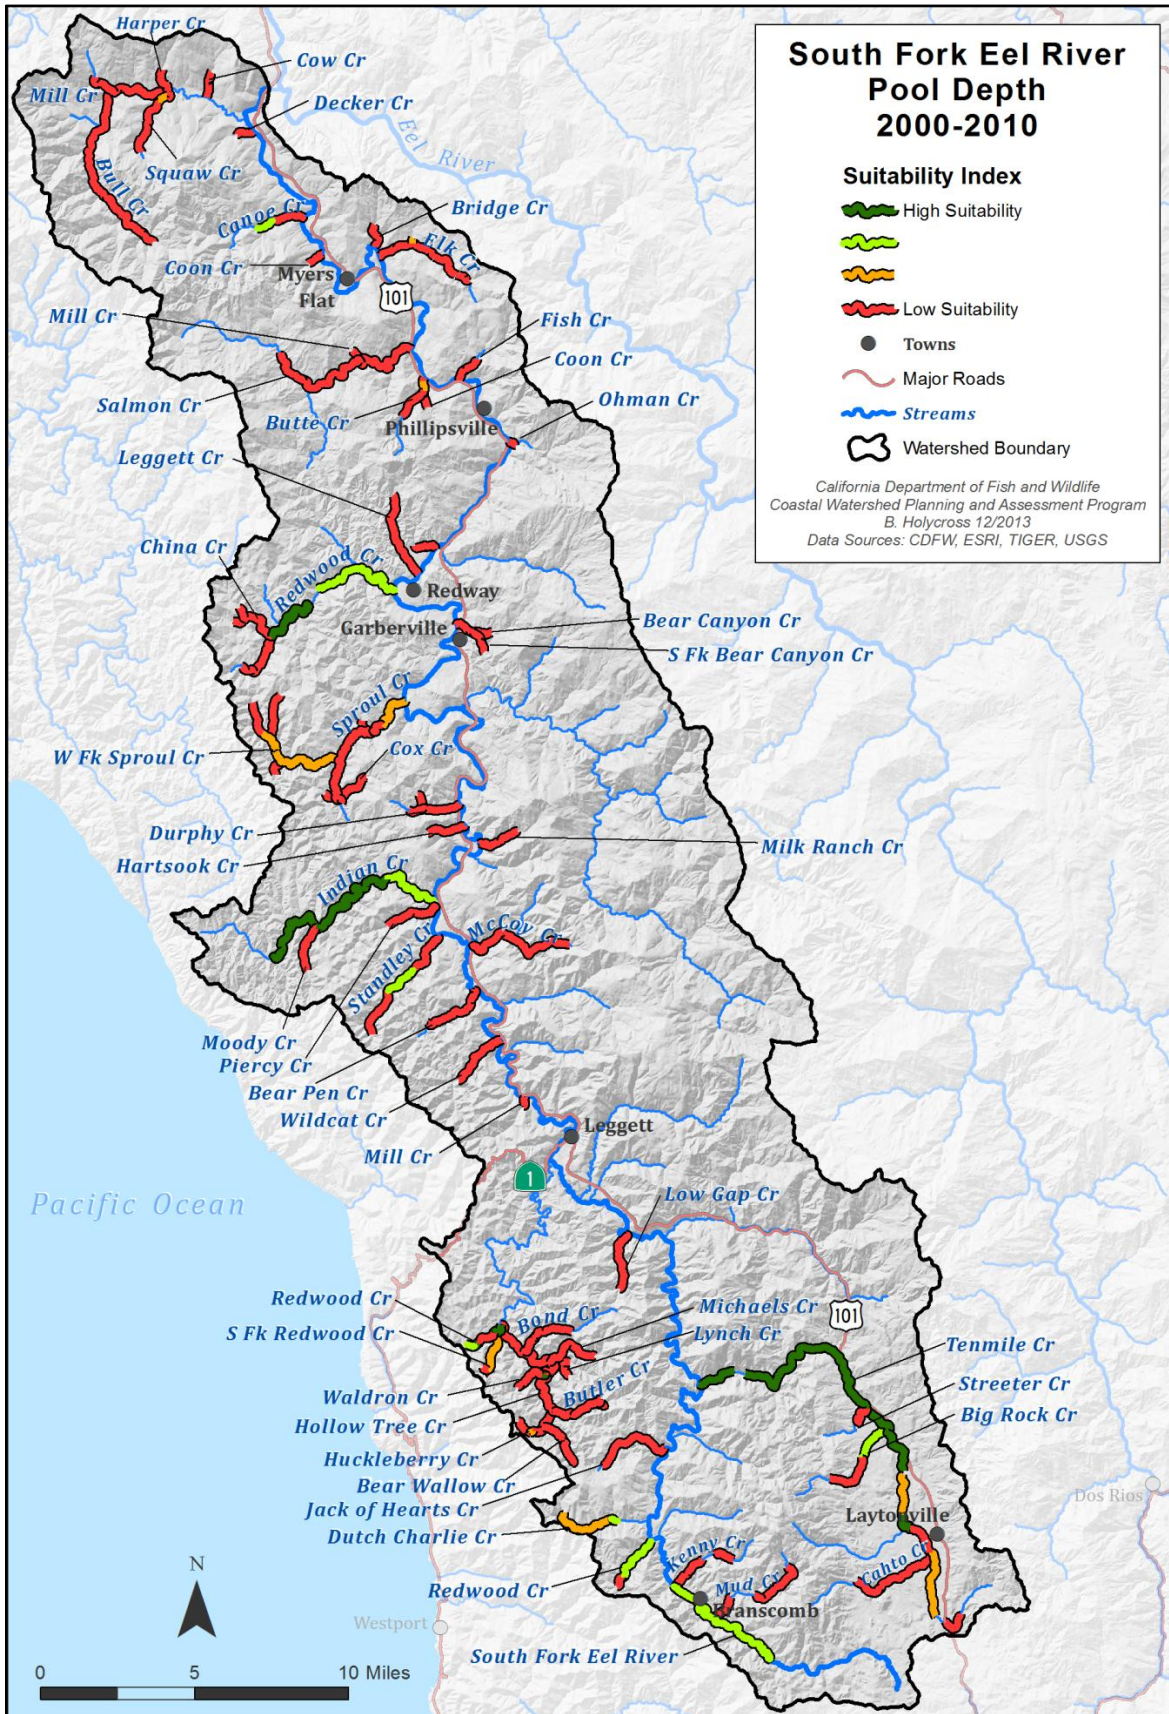 South Fork Eel River
Pool Depth
2000-2010
Suitability Index
High Suitability
Low Suitability
Towns
Major Roads
Streams
Watershed Boundary
California Department of Fish and Wildlife
Coastal Watershed Planning and Assessment Program
B. Holycross 12/2013
Data Sources: CDFW, ESRI, TIGER, USGS
Harper Cr
Cow Cr
Mill Cr
Decker Cr
Eel River
Squaw Cr
Bull Cr
Canoe Cr
Bridge Cr
Elk Cr
Coon Cr
Myers
Flat
101
Mill Cr
Fish Cr
Coon Cr
Salmon Cr
Butte Cr
Phillipsville
Ohman Cr
Leggett Cr
China Cr
Redwood Cr
Redway
Garberville
Bear Canyon Cr
S Fk Bear Canyon Cr
Sproul Cr
W Fk Sproul Cr
Cox Cr
Durphy Cr
Hartsook Cr
Milk Ranch Cr
Indian Cr
McCoy Cr
Standley Cr
Moody Cr
Piercy Cr
Bear Pen Cr
Wildcat Cr
Mill Cr
Leggett
1
Pacific Ocean
Low Gap Cr
Redwood Cr
Bond Cr
Michaels Cr
S Fk Redwood Cr
Lynch Cr
101
Tenmile Cr
Waldron Cr
Butler Cr
Streeter Cr
Hollow Tree Cr
Big Rock Cr
Huckleberry Cr
Bear Wallow Cr
Jack of Hearts Cr
Dutch Charlie Cr
Laytonville
Dos Rios
Kenny Cr
Cahto Cr
Redwood Cr
Mud Cr
Branscomb
Westport
South Fork Eel River
N
0 5 10 Miles